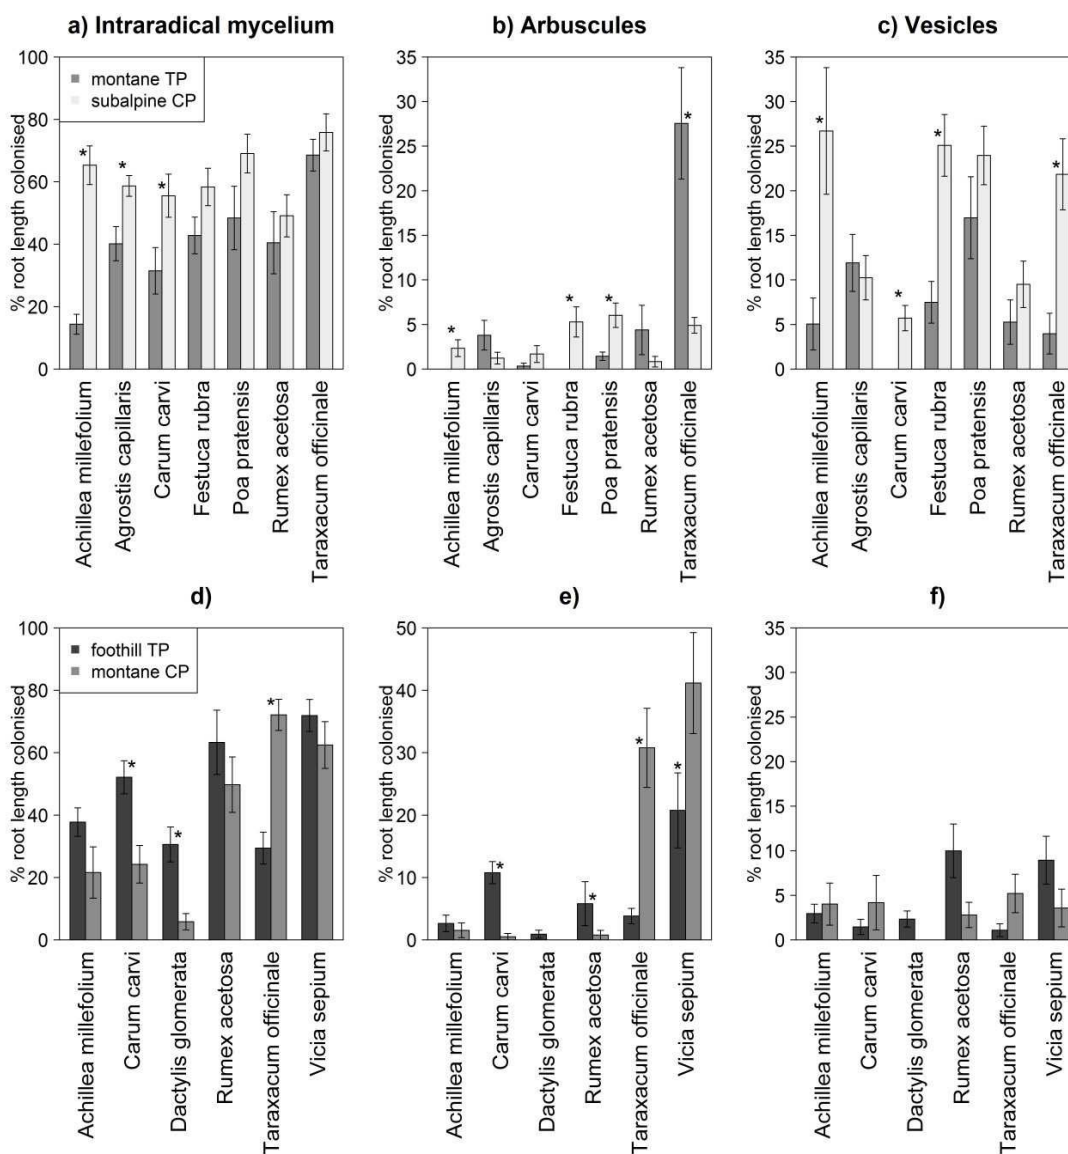 a) Intraradical mycelium
% root length colonised
100
80
60
40
20
0
montane TP
subalpine CP
*
*
*
Achillea millefolium
Agrostis capillaris
Carum carvi
Festuca rubra
Poa pratensis
Rumex acetosa
Taraxacum officinale
b) Arbuscules
% root length colonised
35
30
25
20
15
10
5
0
*
*
*
*
Achillea millefolium
Agrostis capillaris
Carum carvi
Festuca rubra
Poa pratensis
Rumex acetosa
Taraxacum officinale
c) Vesicles
% root length colonised
35
30
25
20
15
10
5
0
*
*
*
*
Achillea millefolium
Agrostis capillaris
Carum carvi
Festuca rubra
Poa pratensis
Rumex acetosa
Taraxacum officinale
d)
% root length colonised
100
80
60
40
20
0
foothill TP
montane CP
*
*
*
Achillea millefolium
Carum carvi
Dactylis glomerata
Rumex acetosa
Taraxacum officinale
Vicia sepium
e)
% root length colonised
50
40
30
20
10
0
*
*
*
*
Achillea millefolium
Carum carvi
Dactylis glomerata
Rumex acetosa
Taraxacum officinale
Vicia sepium
f)
% root length colonised
35
30
25
20
15
10
5
0
Achillea millefolium
Carum carvi
Dactylis glomerata
Rumex acetosa
Taraxacum officinale
Vicia sepium